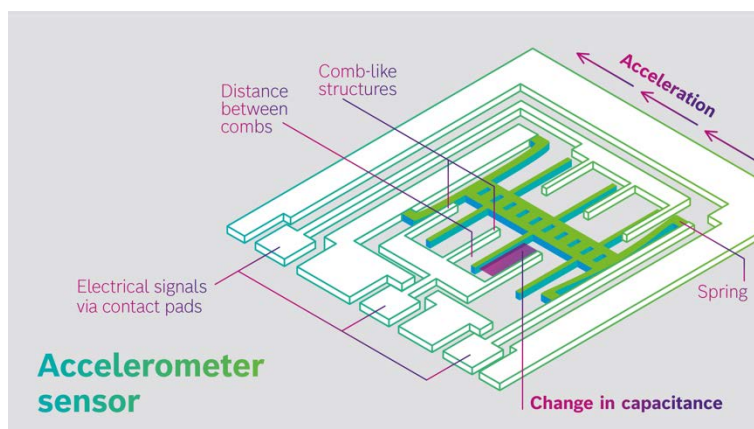 Comb-like
structures
Acceleration
Distance
between
combs
Electrical signals
via contact pads
Spring
Accelerometer
sensor
Change in capacitance